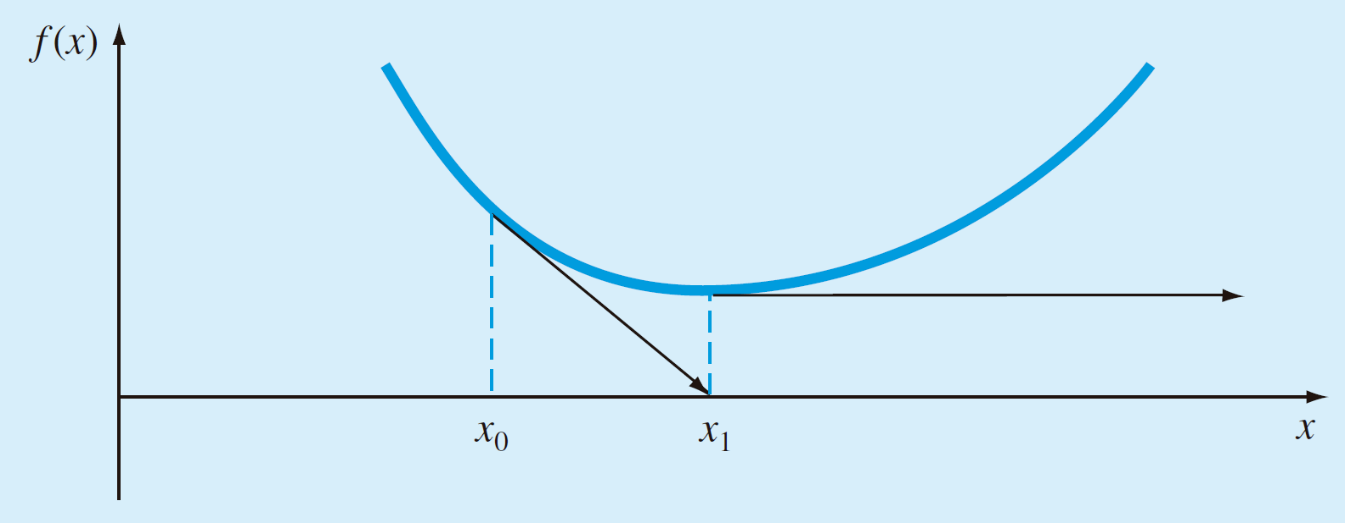 f(x)
x₀
x₁
x